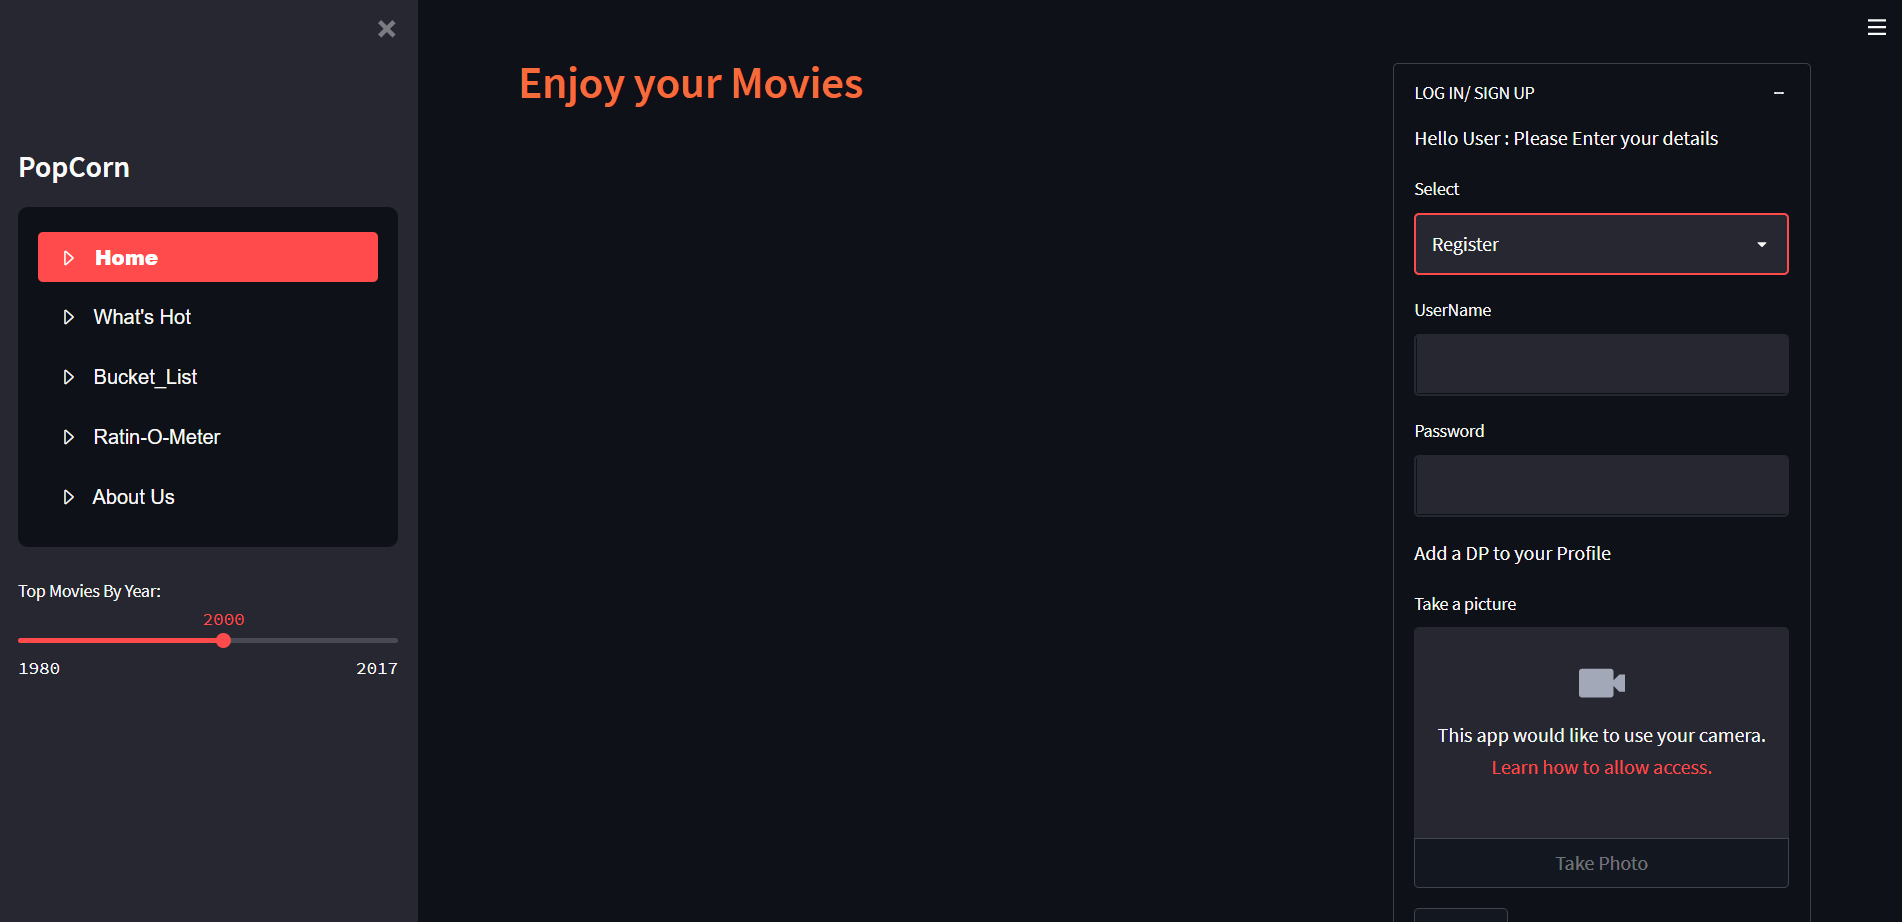 PopCorn
Home
What's Hot
Bucket_List
Ratin-O-Meter
About Us
Top Movies By Year:
2000
1980 2017
Enjoy your Movies
LOG IN/ SIGN UP
Hello User : Please Enter your details
Select
Register
UserName
Password
Add a DP to your Profile
Take a picture
This app would like to use your camera.
Learn how to allow access.
Take Photo